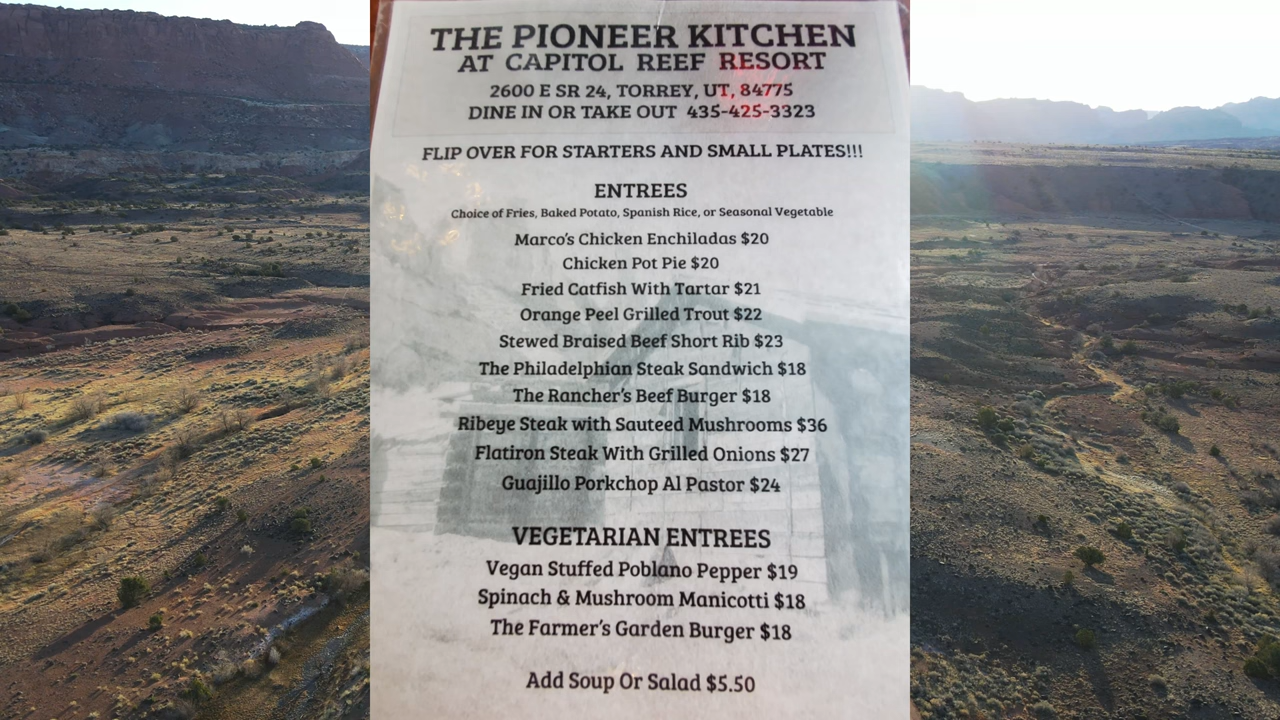 THE PIONEER KITCHEN
AT CAPITOL REEF RESORT
2600 E SR 24, TORREY, UT, 84775
DINE IN OR TAKE OUT 435-425-3323
FLIP OVER FOR STARTERS AND SMALL PLATES!!!
ENTREES
Choice of Fries, Baked Potato, Spanish Rice, or Seasonal Vegetable
Marco's Chicken Enchiladas $20
Chicken Pot Pie $20
Fried Catfish With Tartar $21
Orange Peel Grilled Trout $22
Stewed Braised Beef Short Rib $23
The Philadelphian Steak Sandwich $18
The Rancher's Beef Burger $18
Ribeye Steak with Sauteed Mushrooms $36
Flatiron Steak With Grilled Onions $27
Guajillo Porkchop Al Pastor $24
VEGETARIAN ENTREES
Vegan Stuffed Poblano Pepper $19
Spinach & Mushroom Manicotti $18
The Farmer's Garden Burger $18
Add Soup Or Salad $5.50